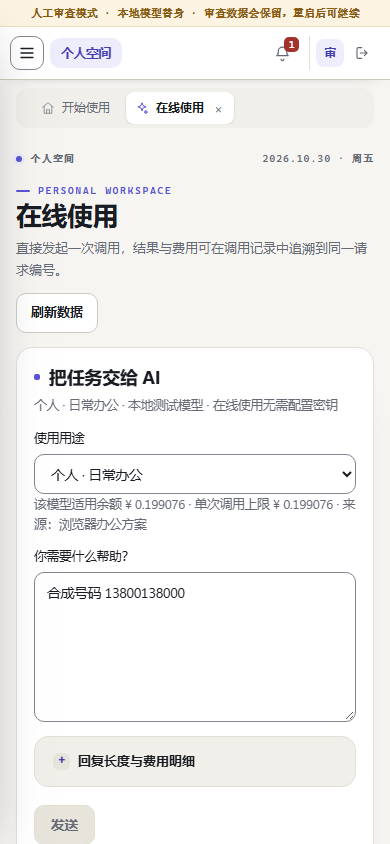 人工审查模式 · 本地模型替身 · 审查数据会保留，重启后可继续
个人空间
1
审
开始使用
在线使用 ×
个人空间
2026.10.30 · 周五
PERSONAL WORKSPACE
在线使用
直接发起一次调用，结果与费用可在调用记录中追溯到同一请
求编号。
刷新数据
把任务交给 AI
个人 · 日常办公 · 本地测试模型 · 在线使用无需配置密钥
使用用途
个人 · 日常办公
该模型适用余额 ¥ 0.199076 · 单次调用上限 ¥ 0.199076 · 来
源：浏览器办公方案
你需要什么帮助？
合成号码 13800138000
+ 回复长度与费用明细
发送